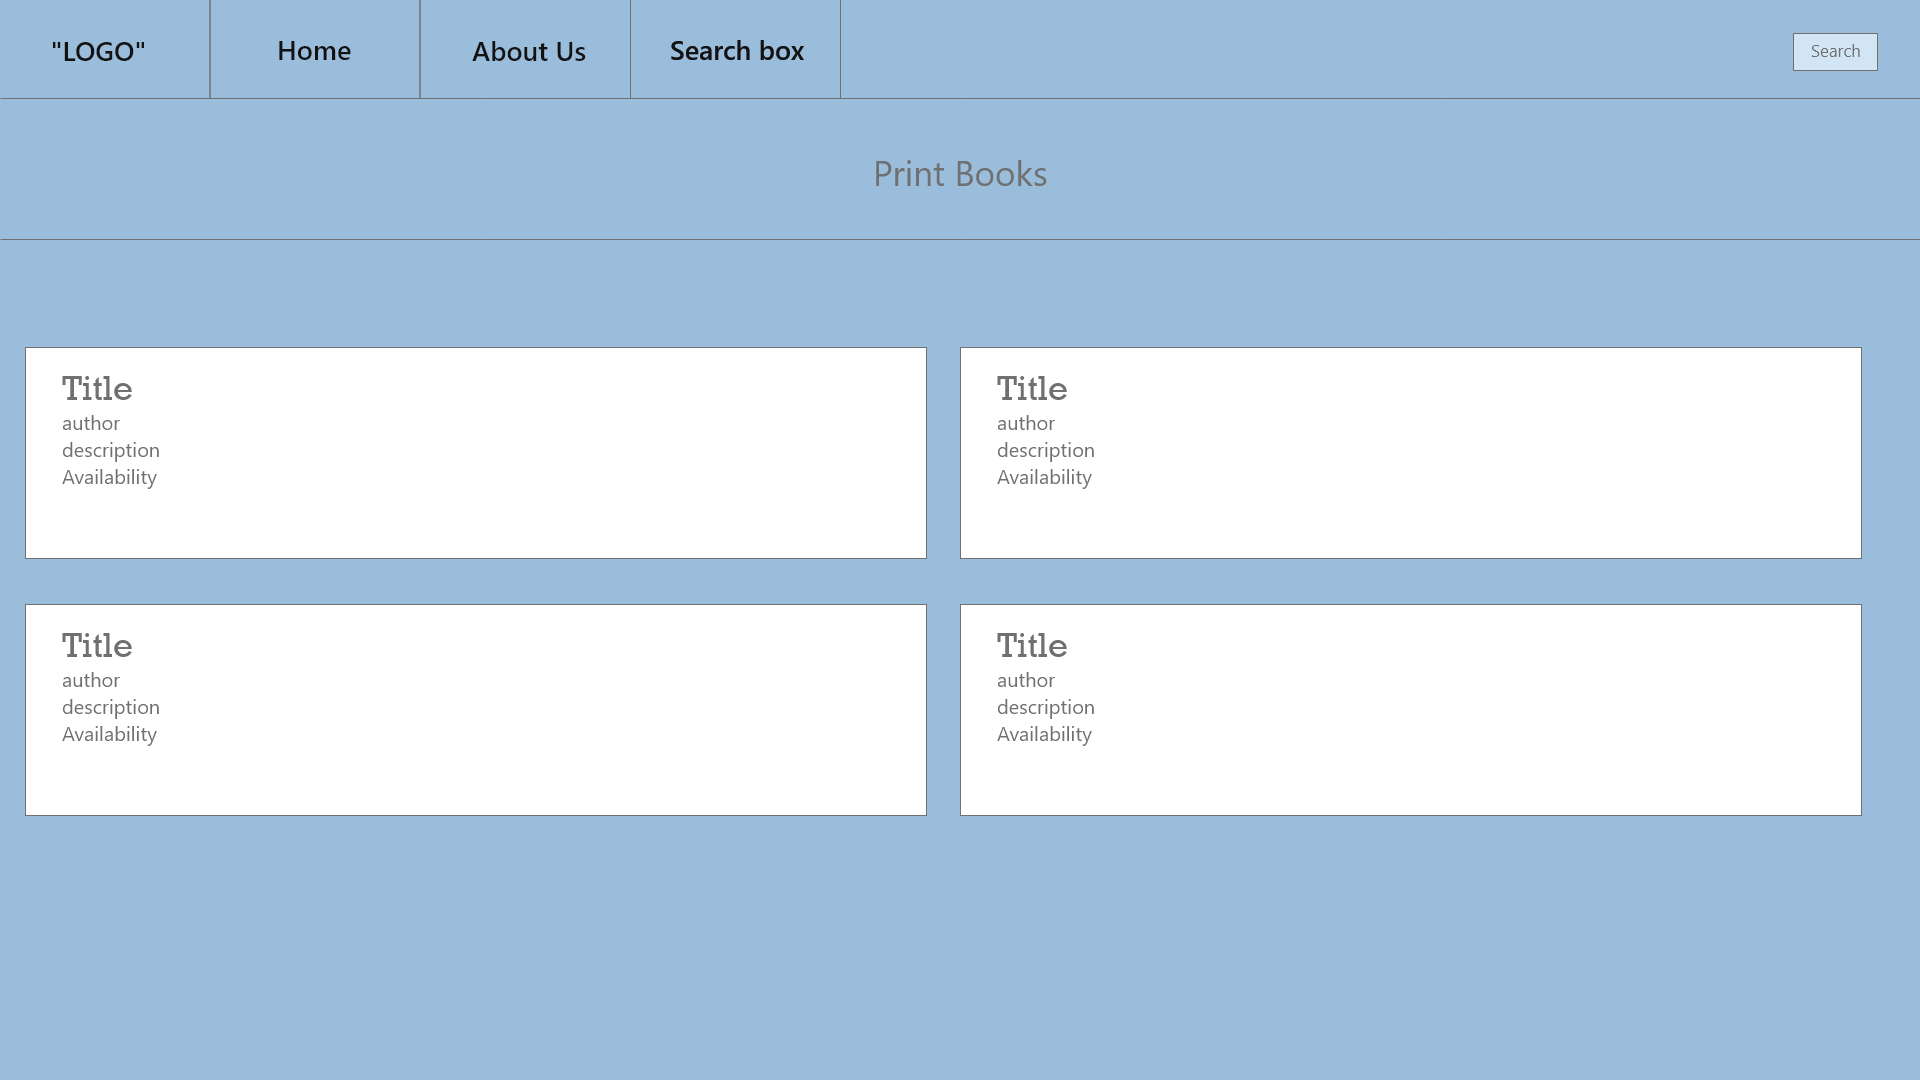 "LOGO"
Home
About Us
Search box
Search
Print Books
Title
author
description
Availability
Title
author
description
Availability
Title
author
description
Availability
Title
author
description
Availability